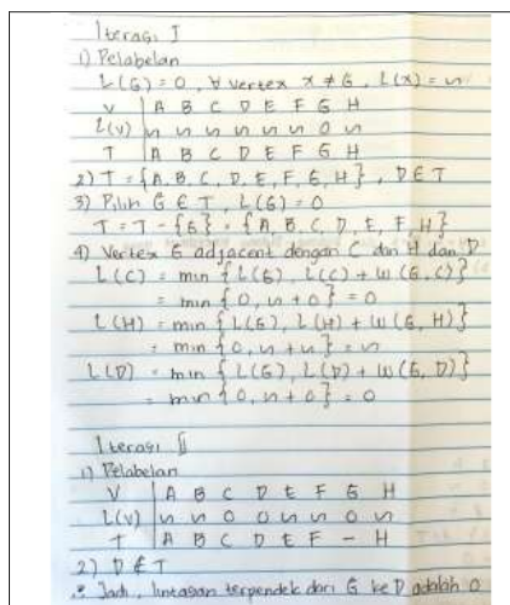 Iterasi I
1) Pelabelan
L(G) = 0, ∀ vertex x ≠ G, L(x) = ∽
V | A B C D E F G H
L(v) | ∽ ∽ ∽ ∽ ∽ ∽ 0 ∽
T | A B C D E F G H
2) T = {A, B, C, D, E, F, G, H}, D ∈ T
3) Pilih G ∈ T, L(G) = 0
T = T - {G} = {A, B, C, D, E, F, H}
4) Vertex G adjacent dengan C dan H dan D
L(C) = min {L(G), L(C) + W(G, C)}
= min {0, ∽ + 0} = 0
L(H) = min {L(G), L(H) + W(G, H)}
= min {0, ∽ + ∽} = ∽
L(D) = min {L(G), L(D) + W(G, D)}
= min {0, ∽ + 0} = 0
Iterasi II
1) Pelabelan
V | A B C D E F G H
L(v) | ∽ ∽ 0 0 ∽ ∽ 0 ∽
T | A B C D E F - H
2) D ∉ T
∴ Jadi, lintasan terpendek dari G ke D adalah 0